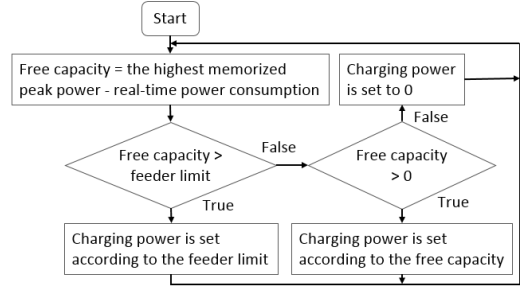 Start
Free capacity = the highest memorized
peak power - real-time power consumption
Charging power
is set to 0
False
Free capacity >
feeder limit
False
Free capacity
> 0
True
True
Charging power is set
according to the feeder limit
Charging power is set
according to the free capacity